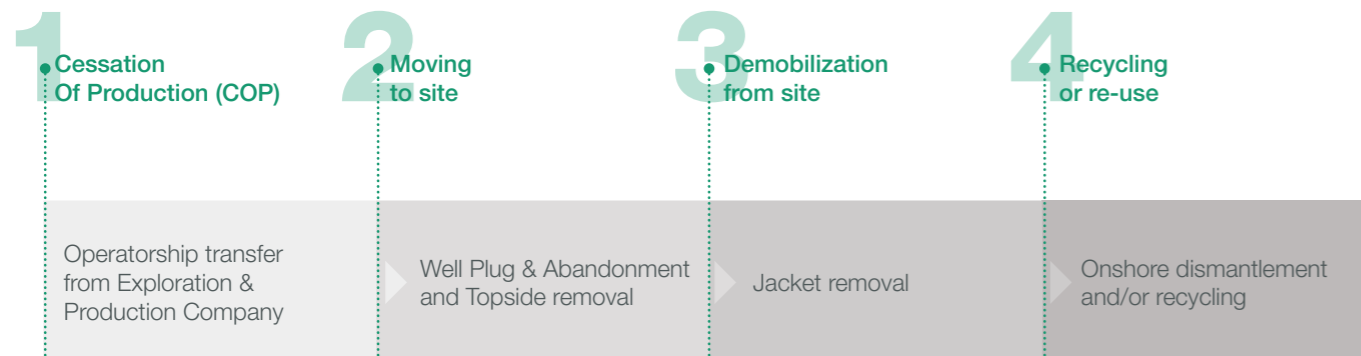 1
Cessation
Of Production (COP)
2
Moving
to site
3
Demobilization
from site
4
Recycling
or re-use
Operatorship transfer
from Exploration &
Production Company
Well Plug & Abandonment
and Topside removal
Jacket removal
Onshore dismantlement
and/or recycling